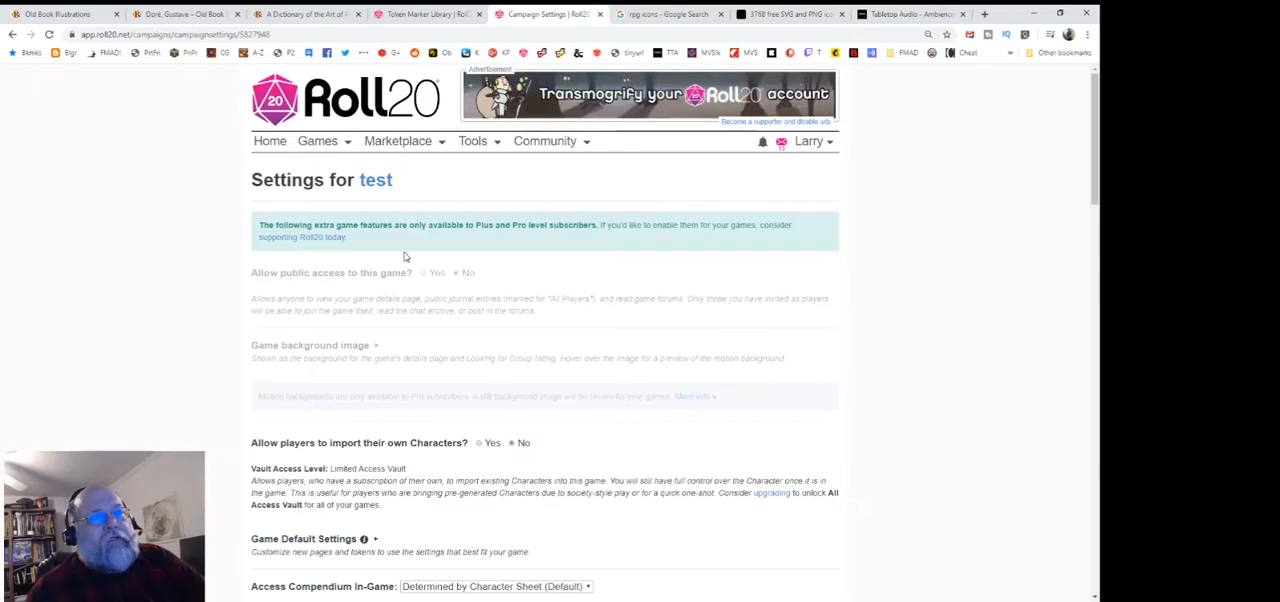 Old Book Illustrations
Doré, Gustave – Old Book I
A Dictionary of the Art of P
Token Marker Library | Roll
Campaign Settings | Roll20
rpg icons - Google Search
3768 free SVG and PNG ic
Tabletop Audio - Ambience
app.roll20.net/campaigns/campaignsettings/5827948
Bkmks
Blgr
FMAD!
PrtFrn
PnPr
CG
A-Z
P2
G+
Ob
K
KP
tinyurl
TTA
MVSik
MVS
T
FMAD
Cheat
Other bookmarks
Advertisement
Roll20
20
Transmogrify your Roll20 account
Become a supporter and disable ads
Home Games Marketplace Tools Community
13
Larry
Settings for test
The following extra game features are only available to Plus and Pro level subscribers. If you'd like to enable them for your games, consider
supporting Roll20 today.
Allow public access to this game? Yes No
Allows anyone to view your game details page, public journal entries (marked for "All Players"), and read game forums. Only those you have invited as players
will be able to join the game itself, read the chat archive, or post in the forums.
Game background image
Shown as the background for the game's details page and Looking for Group listing. Hover over the image for a preview of the motion background.
Motion backgrounds are only available to Pro subscribers. A still background image will be shown for your games. More info »
Allow players to import their own Characters? Yes No
Vault Access Level: Limited Access Vault
Allows players, who have a subscription of their own, to import existing Characters into this game. You will still have full control over the Character once it is in
the game. This is useful for players who are bringing pre-generated Characters due to society-style play or for a quick one-shot. Consider upgrading to unlock All
Access Vault for all of your games.
Game Default Settings
Customize new pages and tokens to use the settings that best fit your game.
Access Compendium In-Game: Determined by Character Sheet (Default)